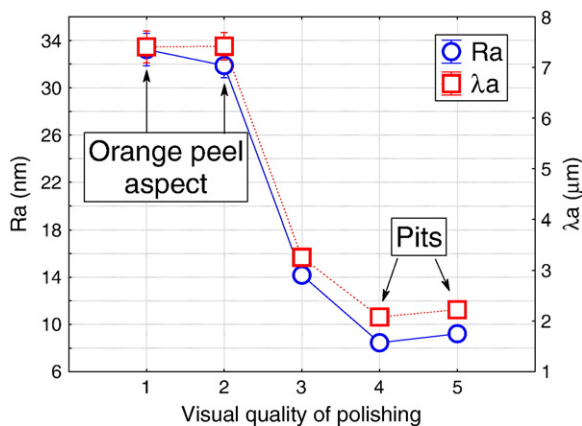 34
30
26
22
18
14
10
6
Ra (nm)
8
7
6
5
4
3
2
1
λa (μm)
Ra
λa
Orange peel
aspect
Pits
1 2 3 4 5
Visual quality of polishing